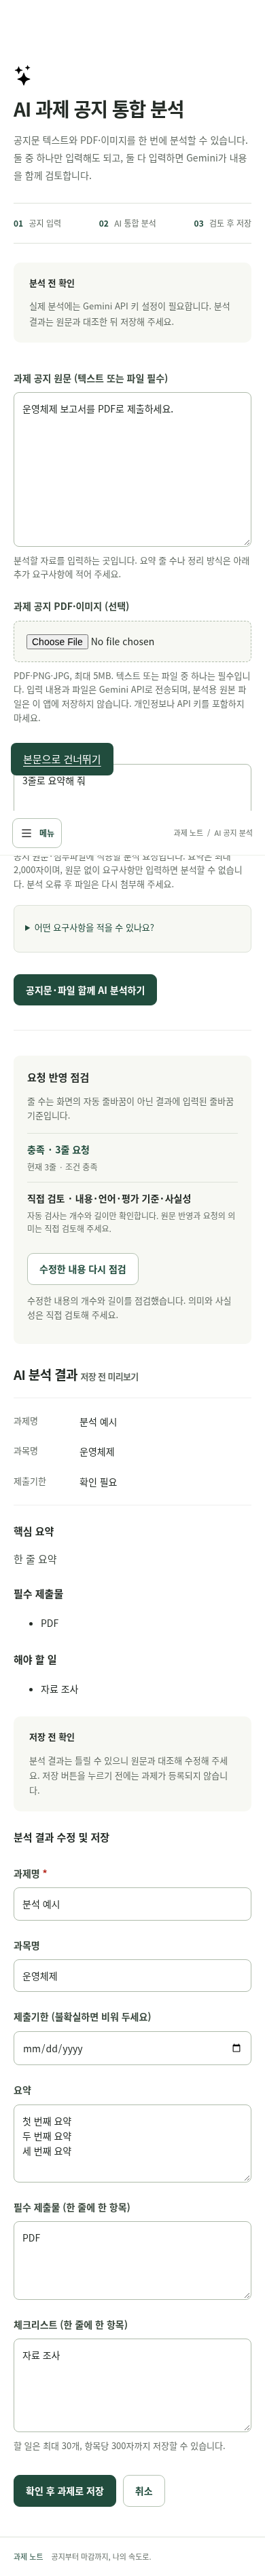 AI 과제 공지 통합 분석
공지문 텍스트와 PDF·이미지를 한 번에 분석할 수 있습니다.
둘 중 하나만 입력해도 되고, 둘 다 입력하면 Gemini가 내용
을 함께 검토합니다.
01 공지 입력 02 AI 통합 분석 03 검토 후 저장
분석 전 확인
실제 분석에는 Gemini API 키 설정이 필요합니다. 분석
결과는 원문과 대조한 뒤 저장해 주세요.
과제 공지 원문 (텍스트 또는 파일 필수)
운영체제 보고서를 PDF로 제출하세요.
분석할 자료를 입력하는 곳입니다. 요약 줄 수나 정리 방식은 아래
추가 요구사항에 적어 주세요.
과제 공지 PDF·이미지 (선택)
Choose File No file chosen
PDF·PNG·JPG, 최대 5MB. 텍스트 또는 파일 중 하나는 필수입니
다. 입력 내용과 파일은 Gemini API로 전송되며, 분석용 원본 파
일은 이 앱에 저장하지 않습니다. 개인정보나 API 키를 포함하지
마세요.
본문으로 건너뛰기
3줄로 요약해 줘
메뉴
과제 노트 / AI 공지 분석
공지 원문·첨부파일에 적용할 분석 요청입니다. 요약은 최대
2,000자이며, 원문 없이 요구사항만 입력하면 분석할 수 없습니
다. 분석 오류 후 파일은 다시 첨부해 주세요.
▶ 어떤 요구사항을 적을 수 있나요?
공지문·파일 함께 AI 분석하기
요청 반영 점검
줄 수는 화면의 자동 줄바꿈이 아닌 결과에 입력된 줄바꿈
기준입니다.
충족 · 3줄 요청
현재 3줄 · 조건 충족
직접 검토 · 내용·언어·평가 기준·사실성
자동 검사는 개수와 길이만 확인합니다. 원문 반영과 요청의 의
미는 직접 검토해 주세요.
수정한 내용 다시 점검
수정한 내용의 개수와 길이를 점검했습니다. 의미와 사실
성은 직접 검토해 주세요.
AI 분석 결과 저장 전 미리보기
과제명 분석 예시
과목명 운영체제
제출기한 확인 필요
핵심 요약
한 줄 요약
필수 제출물
• PDF
해야 할 일
• 자료 조사
저장 전 확인
분석 결과는 틀릴 수 있으니 원문과 대조해 수정해 주세
요. 저장 버튼을 누르기 전에는 과제가 등록되지 않습니
다.
분석 결과 수정 및 저장
과제명 *
분석 예시
과목명
운영체제
제출기한 (불확실하면 비워 두세요)
mm/dd/yyyy
요약
첫 번째 요약
두 번째 요약
세 번째 요약
필수 제출물 (한 줄에 한 항목)
PDF
체크리스트 (한 줄에 한 항목)
자료 조사
할 일은 최대 30개, 항목당 300자까지 저장할 수 있습니다.
확인 후 과제로 저장 취소
과제 노트 공지부터 마감까지, 나의 속도로.